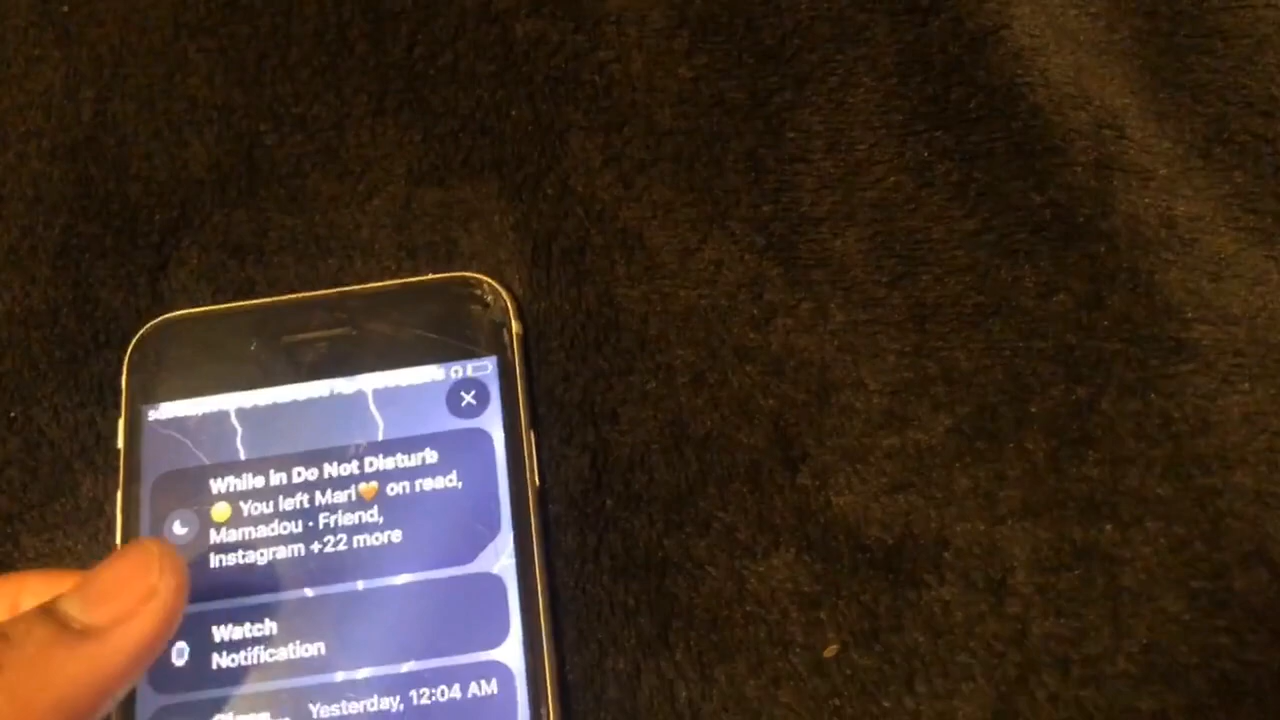 While in Do Not Disturb
🟡 You left Mari🧡 on read,
Mamadou · Friend,
Instagram +22 more
Watch
Notification
Yesterday, 12:04 AM